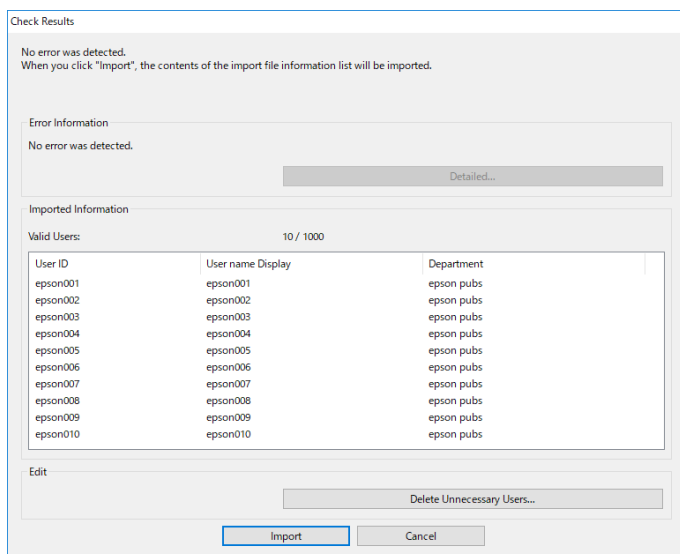 Check Results
No error was detected.
When you click "Import", the contents of the import file information list will be imported.
Error Information
No error was detected.
Detailed...
Imported Information
Valid Users: 10 / 1000
User ID User name Display Department
epson001 epson001 epson pubs
epson002 epson002 epson pubs
epson003 epson003 epson pubs
epson004 epson004 epson pubs
epson005 epson005 epson pubs
epson006 epson006 epson pubs
epson007 epson007 epson pubs
epson008 epson008 epson pubs
epson009 epson009 epson pubs
epson010 epson010 epson pubs
Edit
Delete Unnecessary Users...
Import Cancel